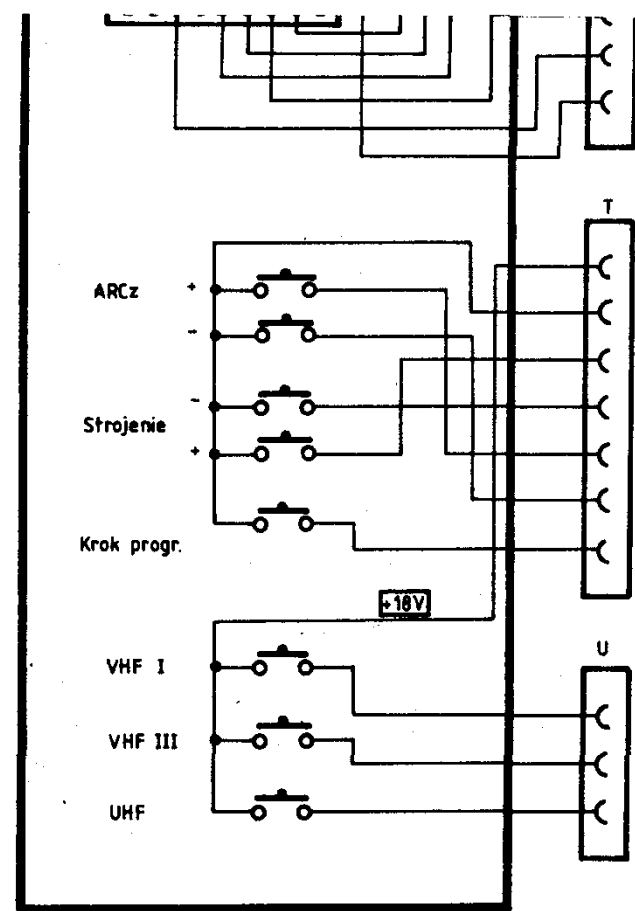 T
ARCz +
-
-
Strojenie
+
Krok progr.
+18V
U
VHF I
VHF III
UHF